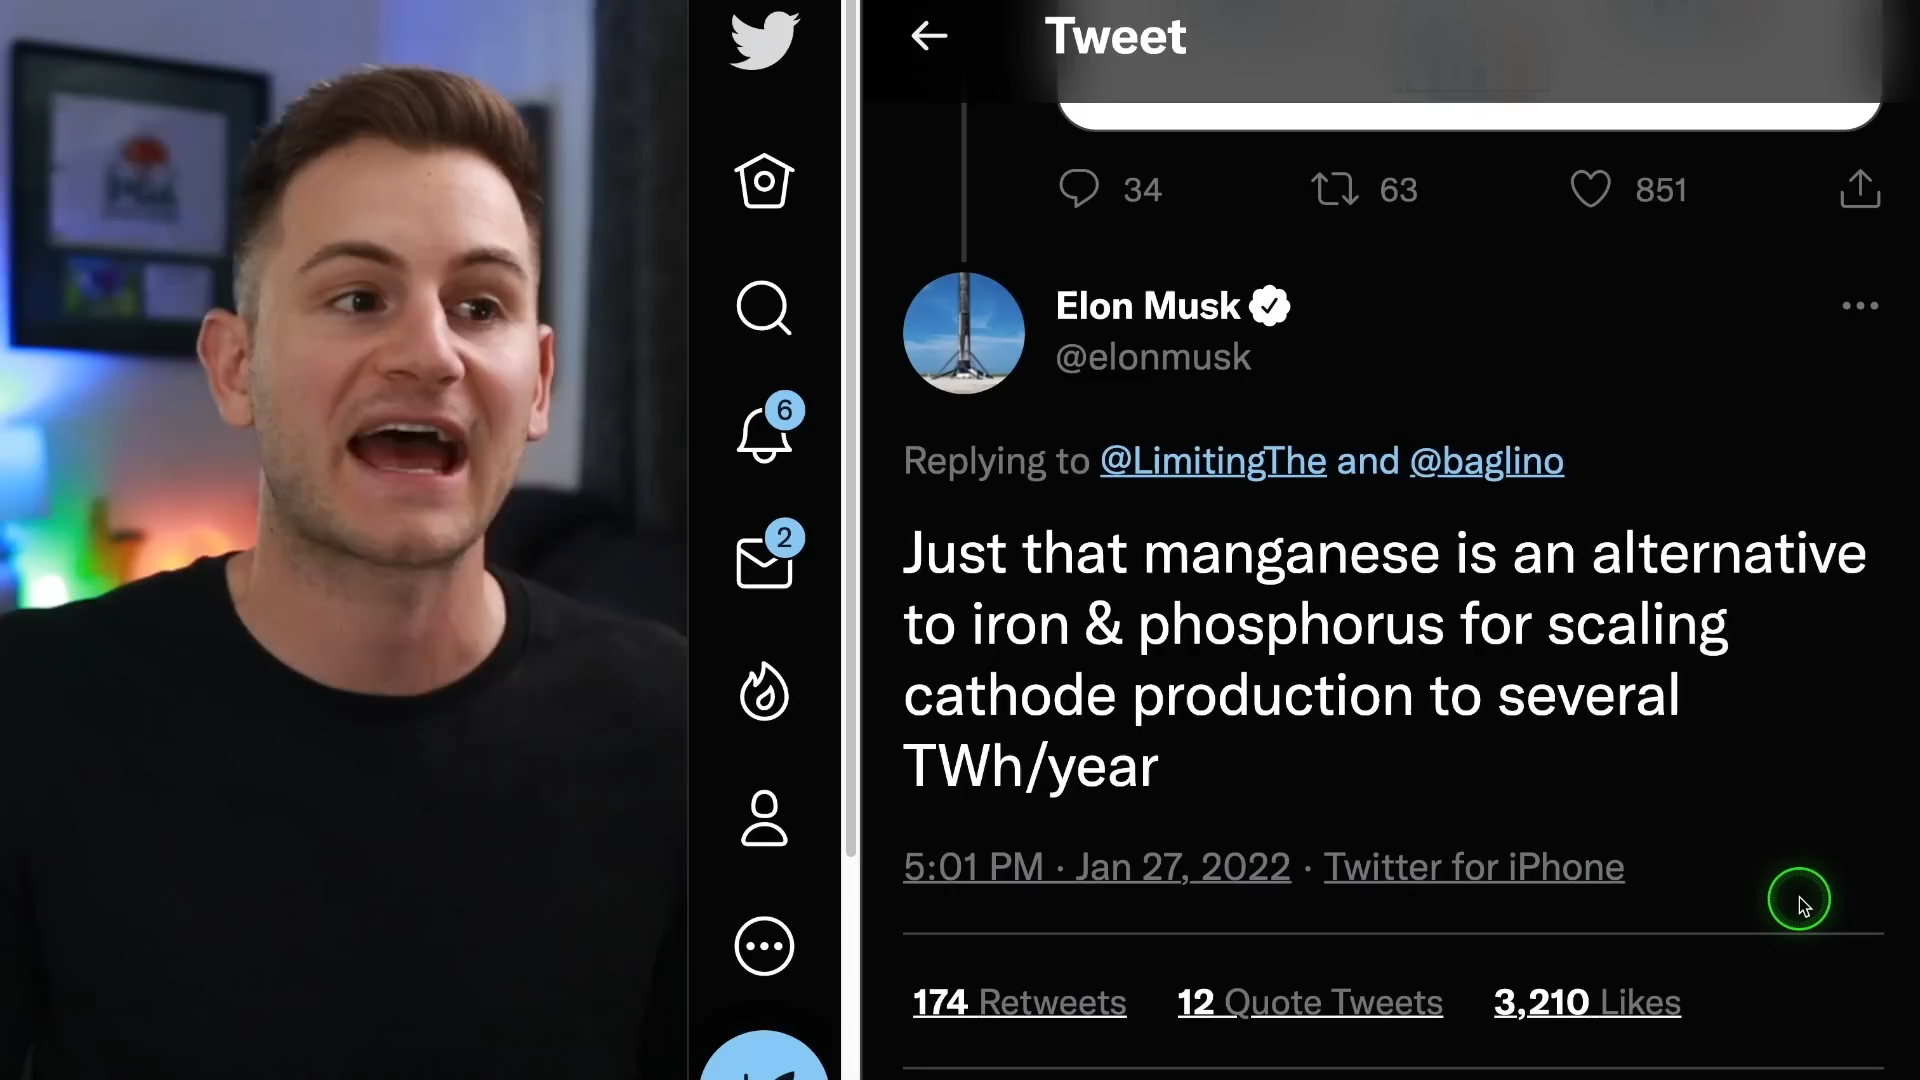 Tweet
34
63
851
Elon Musk
@elonmusk
6
Replying to @LimitingThe and @baglino
2
Just that manganese is an alternative
to iron & phosphorus for scaling
cathode production to several
TWh/year
5:01 PM · Jan 27, 2022 · Twitter for iPhone
174 Retweets
12 Quote Tweets
3,210 Likes